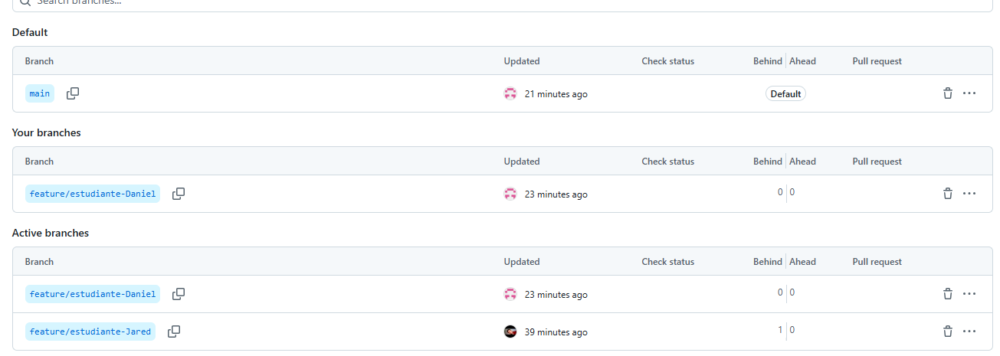 Search branches...
Default
Branch Updated Check status Behind Ahead Pull request
main 21 minutes ago Default
Your branches
Branch Updated Check status Behind Ahead Pull request
feature/estudiante-Daniel 23 minutes ago 0 0
Active branches
Branch Updated Check status Behind Ahead Pull request
feature/estudiante-Daniel 23 minutes ago 0 0
feature/estudiante-Jared 39 minutes ago 1 0